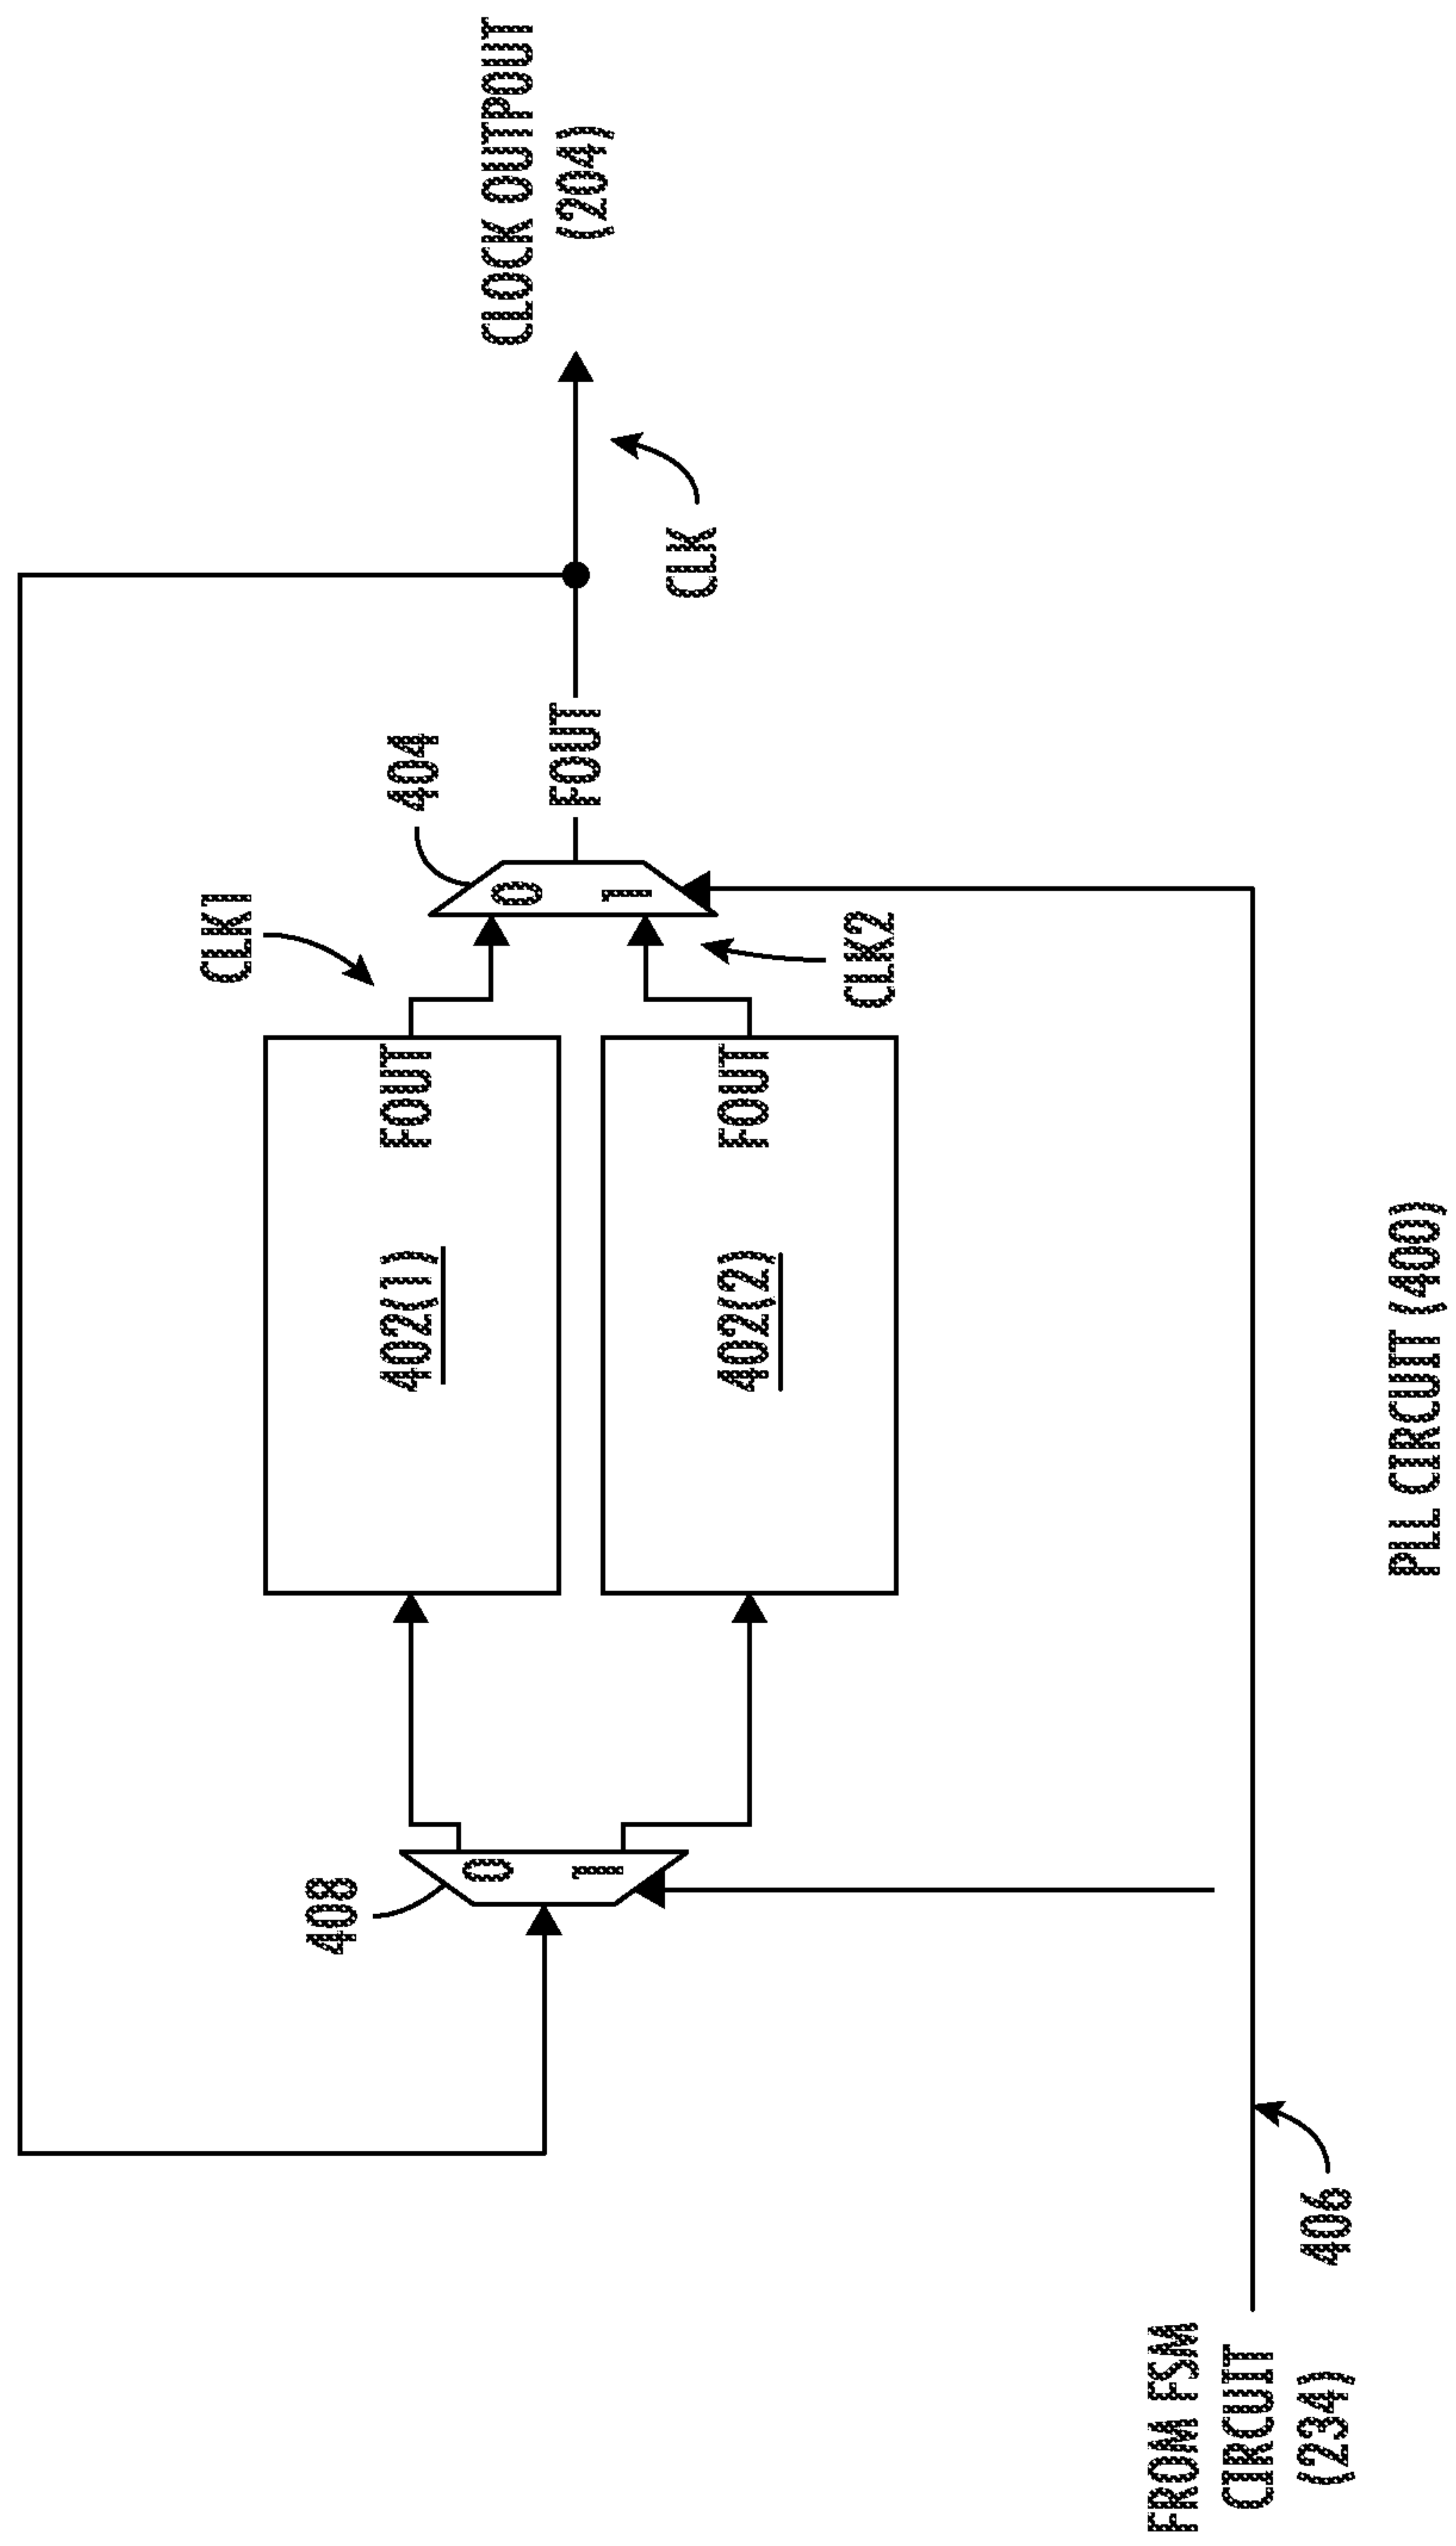 CLK1
404
CLOCK OUTPOUT
(204)
408
0
1
402(1)
FOUT
402(2)
FOUT
0
1
FOUT
CLK
CLK2
FROM FSM
CIRCUIT
(234)
406
PLL CIRCUIT (400)